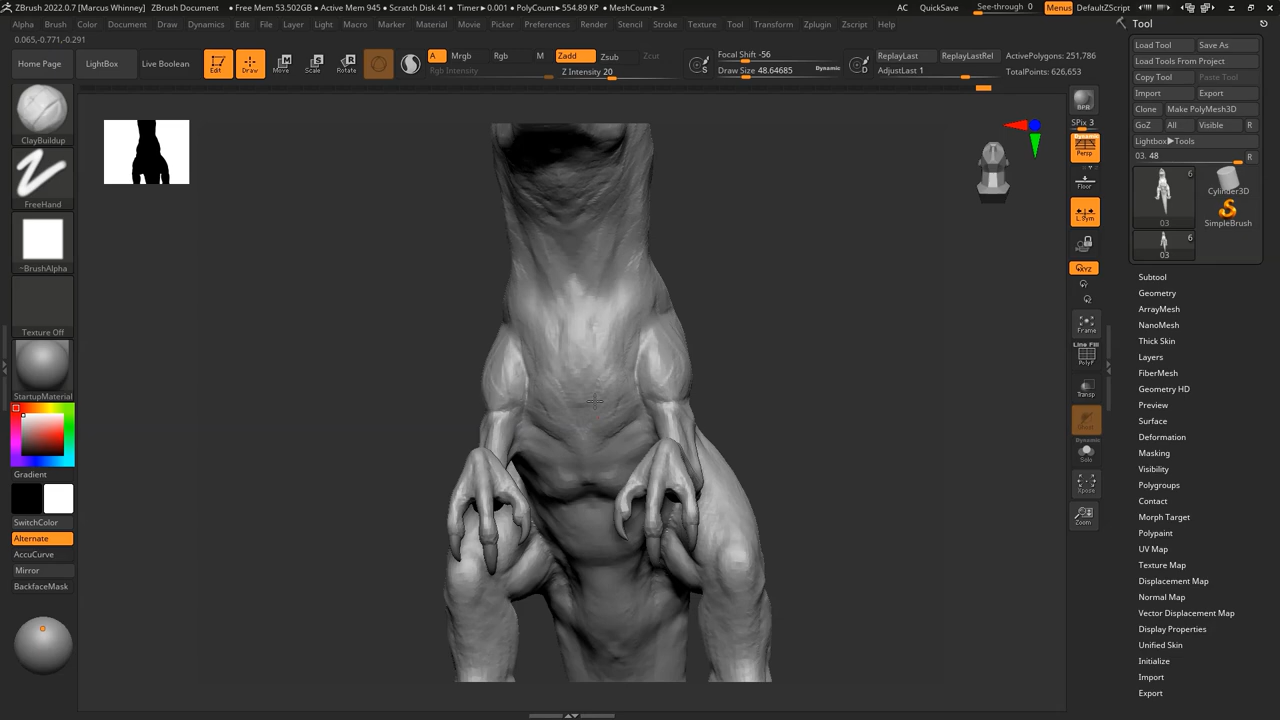 ZBrush 2022.0.7 [Marcus Whinney] ZBrush Document • Free Mem 53.502GB • Active Mem 945 • Scratch Disk 41 • Timer▶0.001 • PolyCount▶554.89 KP • MeshCount▶3 AC QuickSave See-through 0 Menus DefaultZScript
Alpha Brush Color Document Draw Dynamics Edit File Layer Light Macro Marker Material Movie Picker Preferences Render Stencil Stroke Texture Tool Transform Zplugin Zscript Help
Tool
0.065,-0.771,-0.291
Home Page LightBox Live Boolean Edit Draw Move Scale Rotate
A Mrgb Rgb M Zadd Zsub Zcut
Rgb Intensity Z Intensity 20
S Focal Shift -56
Draw Size 48.64685 Dynamic
D ReplayLast ReplayLastRel
AdjustLast 1
ActivePolygons: 251,786
TotalPoints: 626,653
ClayBuildup
FreeHand
~BrushAlpha
Texture Off
StartupMaterial
Gradient
SwitchColor
Alternate
AccuCurve
Mirror
BackfaceMask
BPR
SPix 3
Dynamic
Persp
Floor
L.Sym
XYZ
Frame
Line Fill
PolyF
Transp
Dynamic
Solo
Xpose
Zoom
Load Tool Save As
Load Tools From Project
Copy Tool Paste Tool
Import Export
Clone Make PolyMesh3D
GoZ All Visible R
Lightbox▶Tools
03. 48 R
6
03
Cylinder3D
SimpleBrush
6
03
Subtool
Geometry
ArrayMesh
NanoMesh
Thick Skin
Layers
FiberMesh
Geometry HD
Preview
Surface
Deformation
Masking
Visibility
Polygroups
Contact
Morph Target
Polypaint
UV Map
Texture Map
Displacement Map
Normal Map
Vector Displacement Map
Display Properties
Unified Skin
Initialize
Import
Export